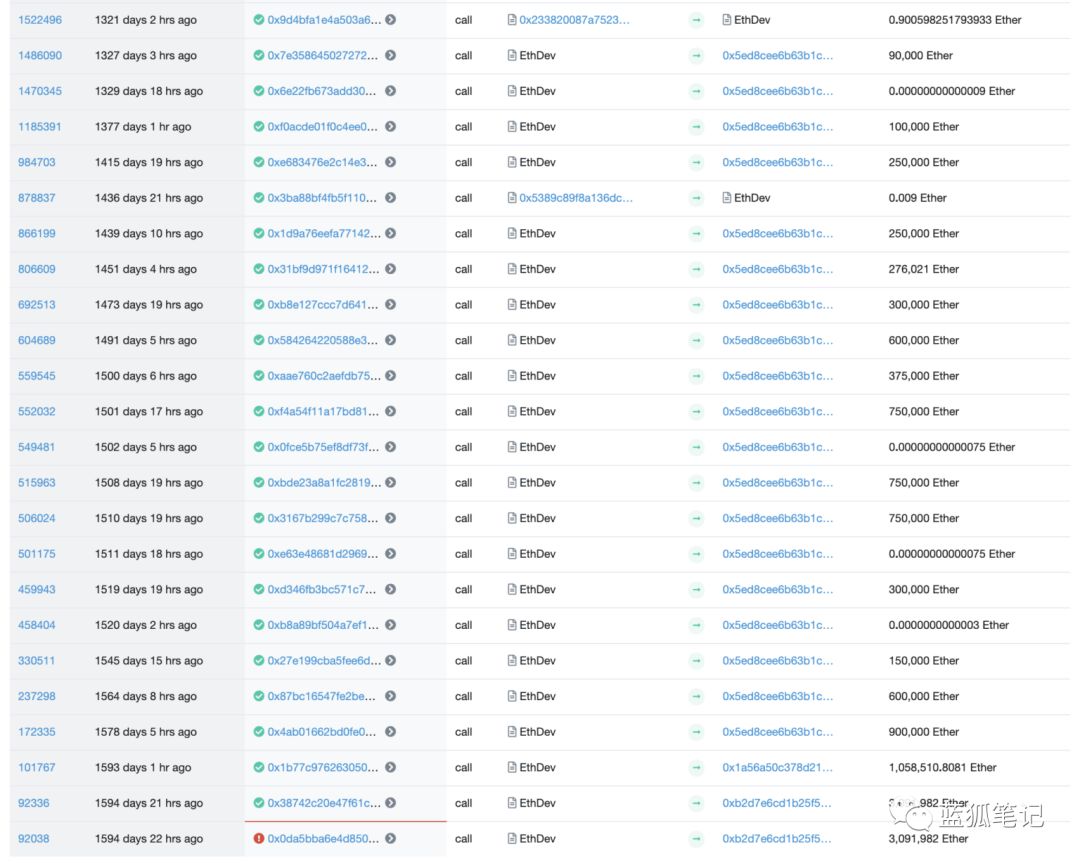 1522496 1321 days 2 hrs ago 0x9d4bfa1e4a503a6... call 0x233820087a7523... → EthDev 0.900598251793933 Ether
1486090 1327 days 3 hrs ago 0x7e358645027272... call EthDev → 0x5ed8cee6b63b1c... 90,000 Ether
1470345 1329 days 18 hrs ago 0x6e22fb673add30... call EthDev → 0x5ed8cee6b63b1c... 0.00000000000009 Ether
1185391 1377 days 1 hr ago 0xf0acde01f0c4ee0... call EthDev → 0x5ed8cee6b63b1c... 100,000 Ether
984703 1415 days 19 hrs ago 0xe683476e2c14e3... call EthDev → 0x5ed8cee6b63b1c... 250,000 Ether
878837 1436 days 21 hrs ago 0x3ba88bf4fb5f110... call 0x5389c89f8a136dc... → EthDev 0.009 Ether
866199 1439 days 10 hrs ago 0x1d9a76eefa77142... call EthDev → 0x5ed8cee6b63b1c... 250,000 Ether
806609 1451 days 4 hrs ago 0x31bf9d971f16412... call EthDev → 0x5ed8cee6b63b1c... 276,021 Ether
692513 1473 days 19 hrs ago 0xb8e127ccc7d641... call EthDev → 0x5ed8cee6b63b1c... 300,000 Ether
604689 1491 days 5 hrs ago 0x584264220588e3... call EthDev → 0x5ed8cee6b63b1c... 600,000 Ether
559545 1500 days 6 hrs ago 0xaae760c2aefdb75... call EthDev → 0x5ed8cee6b63b1c... 375,000 Ether
552032 1501 days 17 hrs ago 0xf4a54f11a17bd81... call EthDev → 0x5ed8cee6b63b1c... 750,000 Ether
549481 1502 days 5 hrs ago 0x0fce5b75ef8df73f... call EthDev → 0x5ed8cee6b63b1c... 0.00000000000075 Ether
515963 1508 days 19 hrs ago 0xbde23a8a1fc2819... call EthDev → 0x5ed8cee6b63b1c... 750,000 Ether
506024 1510 days 19 hrs ago 0x3167b299c7c758... call EthDev → 0x5ed8cee6b63b1c... 750,000 Ether
501175 1511 days 18 hrs ago 0xe63e48681d2969... call EthDev → 0x5ed8cee6b63b1c... 0.00000000000075 Ether
459943 1519 days 19 hrs ago 0xd346fb3bc571c7... call EthDev → 0x5ed8cee6b63b1c... 300,000 Ether
458404 1520 days 2 hrs ago 0xb8a89bf504a7ef1... call EthDev → 0x5ed8cee6b63b1c... 0.0000000000003 Ether
330511 1545 days 15 hrs ago 0x27e199cba5fee6d... call EthDev → 0x5ed8cee6b63b1c... 150,000 Ether
237298 1564 days 8 hrs ago 0x87bc16547fe2be... call EthDev → 0x5ed8cee6b63b1c... 600,000 Ether
172335 1578 days 5 hrs ago 0x4ab01662bd0fe0... call EthDev → 0x5ed8cee6b63b1c... 900,000 Ether
101767 1593 days 1 hr ago 0x1b77c976263050... call EthDev → 0x1a56a50c378d21... 1,058,510.8081 Ether
92336 1594 days 21 hrs ago 0x38742c20e47f61c... call EthDev → 0xb2d7e6cd1b25f5... Ether
蓝狐笔记
92038 1594 days 22 hrs ago 0x0da5bba6e4d850... call EthDev → 0xb2d7e6cd1b25f5... 3,091,982 Ether